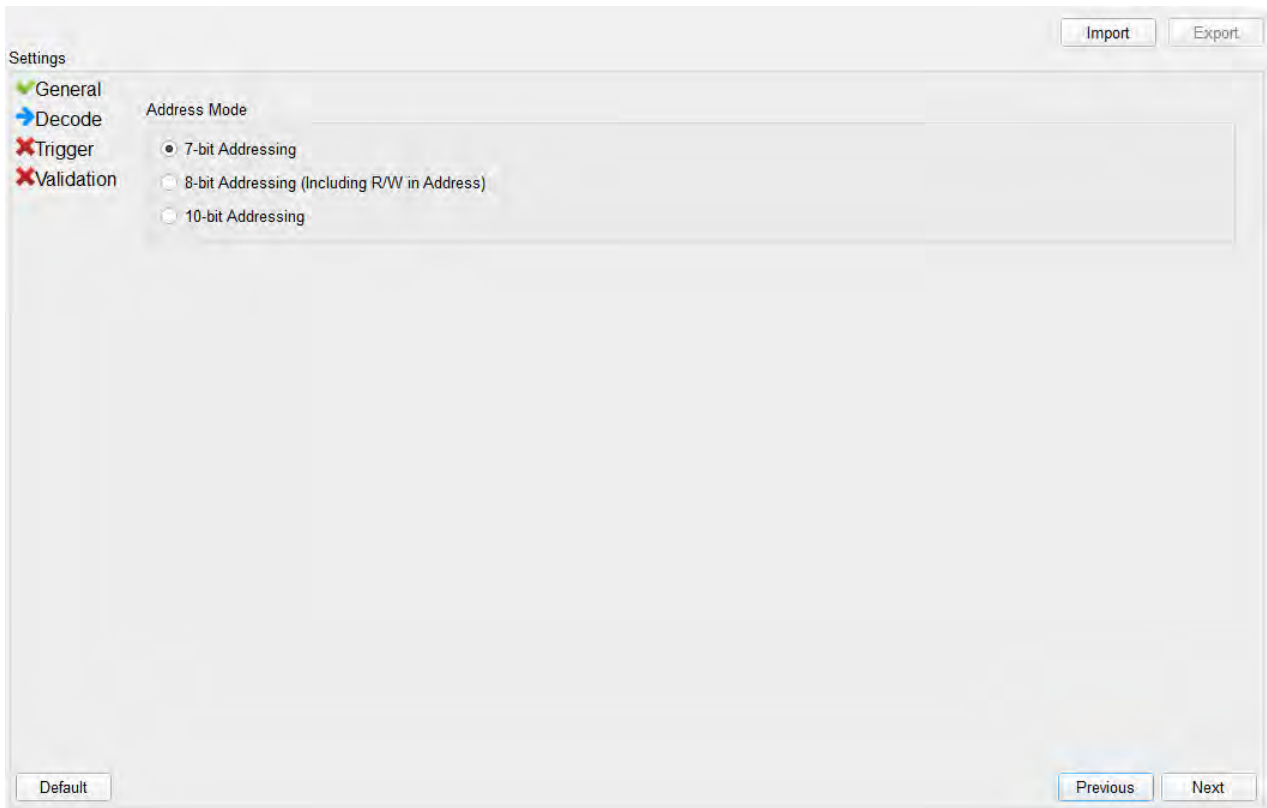 Import Export
Settings
General
Decode
Trigger
Validation
Address Mode
7-bit Addressing
8-bit Addressing (Including R/W in Address)
10-bit Addressing
Default Previous Next